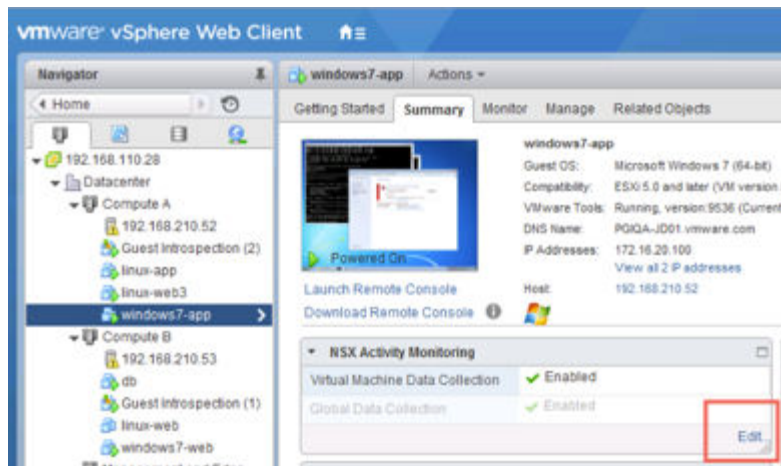 vmware vSphere Web Client
Navigator
windows7-app Actions
Home
Getting Started Summary Monitor Manage Related Objects
192.168.110.28
Datacenter
Compute A
192.168.210.52
Guest Introspection (2)
linux-app
linux-web3
windows7-app
Compute B
192.168.210.53
db
Guest Introspection (1)
linux-web
windows7-web
Powered On
Launch Remote Console
Download Remote Console
windows7-app
Guest OS: Microsoft Windows 7 (64-bit)
Compatibility: ESXi 5.0 and later (VM version
VMware Tools: Running, version:9536 (Current
DNS Name: PGIQA-JD01.vmware.com
IP Addresses: 172.16.20.100
View all 2 IP addresses
Host: 192.168.210.52
NSX Activity Monitoring
Virtual Machine Data Collection Enabled
Global Data Collection Enabled
Edit